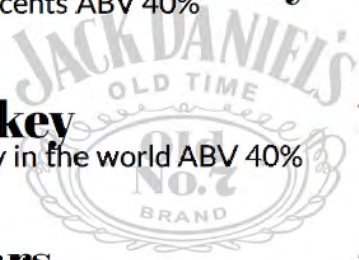 cents ABV 40%
JACK DANIEL'S
OLD TIME
key
y in the world ABV 40%
Old
No.7
BRAND